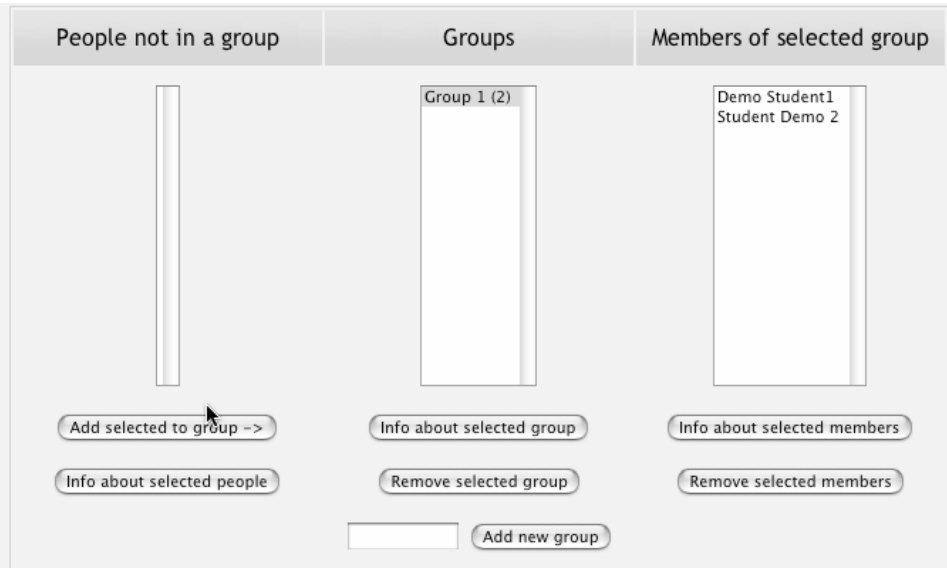 People not in a group
Groups
Members of selected group
Group 1 (2)
Demo Student1
Student Demo 2
Add selected to group ->
Info about selected group
Info about selected members
Info about selected people
Remove selected group
Remove selected members
Add new group